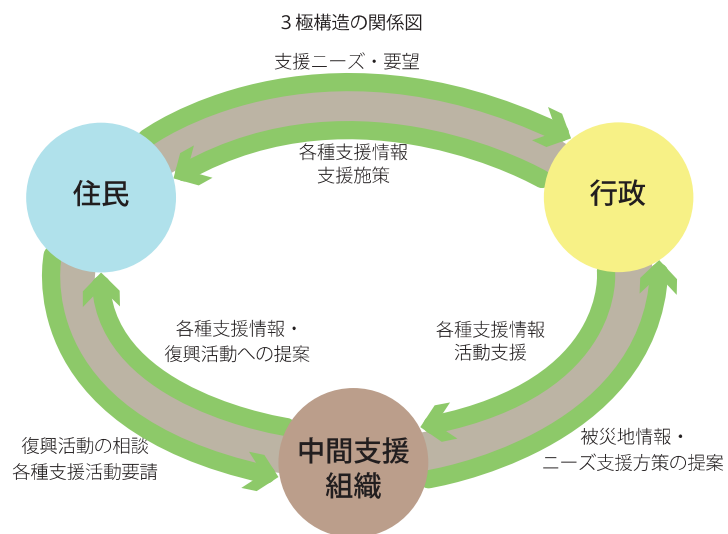 3極構造の関係図
支援ニーズ・要望
各種支援情報
支援施策
住民
行政
各種支援情報・
復興活動への提案
各種支援情報
活動支援
復興活動の相談
各種支援活動要請
中間支援
組織
被災地情報・
ニーズ支援方策の提案